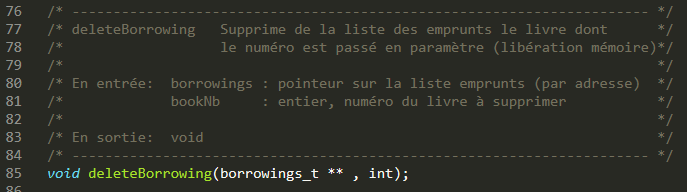 76 /* ---------------------------------------------------------------------- */
77 /* deleteBorrowing   Supprime de la liste des emprunts le livre dont      */
78 /*                   le numéro est passé en paramètre (libération mémoire)*/
79 /*                                                                        */
80 /* En entrée:  borrowings : pointeur sur la liste emprunts (par adresse)  */
81 /*             bookNb     : entier, numéro du livre à supprimer           */
82 /*                                                                        */
83 /* En sortie:  void                                                       */
84 /* ---------------------------------------------------------------------- */
85 void deleteBorrowing(borrowings_t ** , int);
86